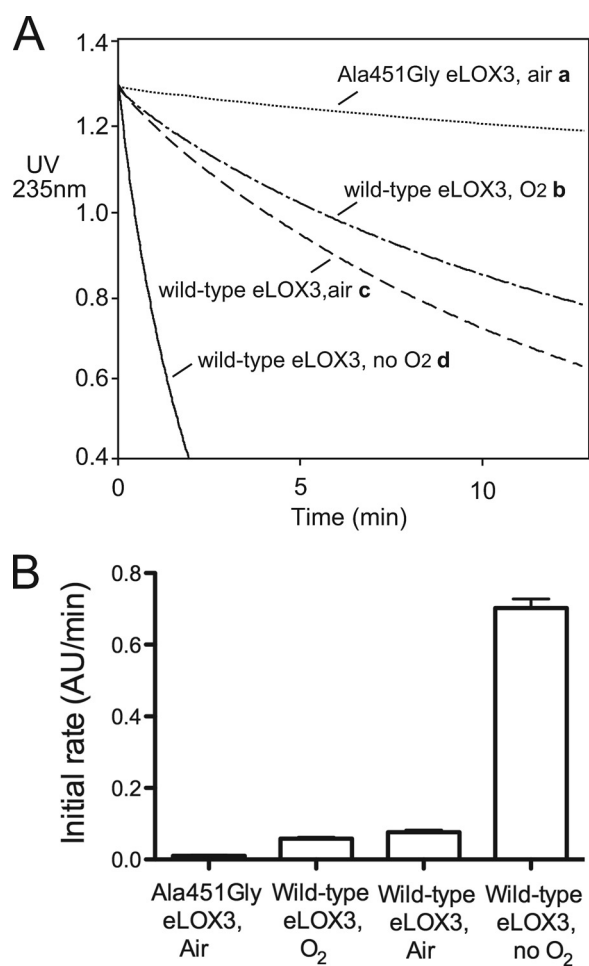 A
1.4
1.2
1.0
0.8
0.6
0.4
UV
235nm
Ala451Gly eLOX3, air a
wild-type eLOX3, O2 b
wild-type eLOX3,air c
wild-type eLOX3, no O2 d
0
5
10
Time (min)
B
Initial rate (AU/min)
0.8
0.6
0.4
0.2
0.0
Ala451Gly
eLOX3,
Air
Wild-type
eLOX3,
O2
Wild-type
eLOX3,
Air
Wild-type
eLOX3,
no O2